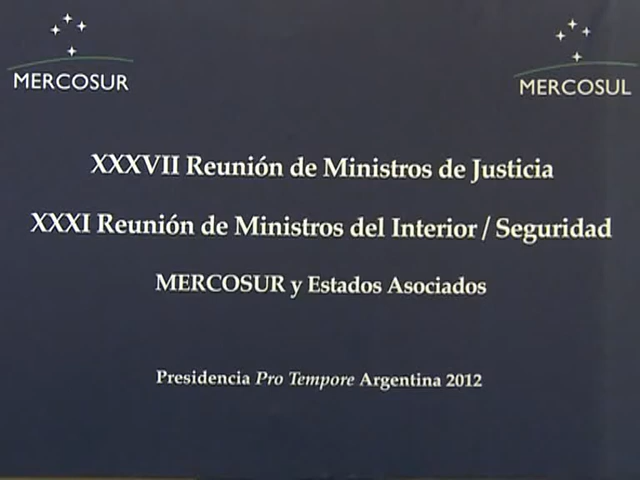 MERCOSUR
MERCOSUL
XXXVII Reunión de Ministros de Justicia
XXXI Reunión de Ministros del Interior / Seguridad
MERCOSUR y Estados Asociados
Presidencia Pro Tempore Argentina 2012